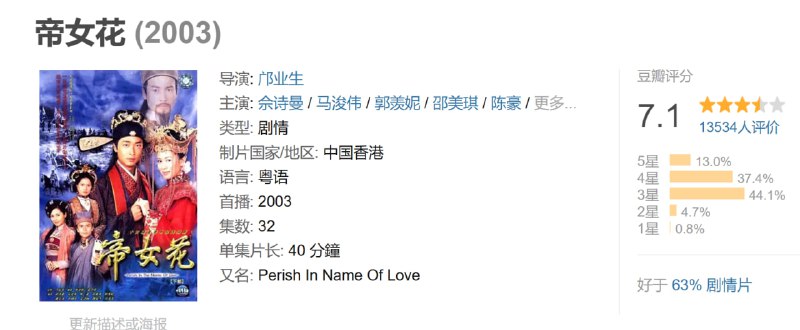 帝女花 (2003)
导演: 邝业生
主演: 佘诗曼 / 马浚伟 / 郭羡妮 / 邵美琪 / 陈豪 / 更多...
类型: 剧情
制片国家/地区: 中国香港
语言: 粤语
首播: 2003
集数: 32
单集片长: 40 分鐘
又名: Perish In Name Of Love
帝女花
更新描述或海报
豆瓣评分
7.1
13534人评价
5星 13.0%
4星 37.4%
3星 44.1%
2星 4.7%
1星 0.8%
好于 63% 剧情片